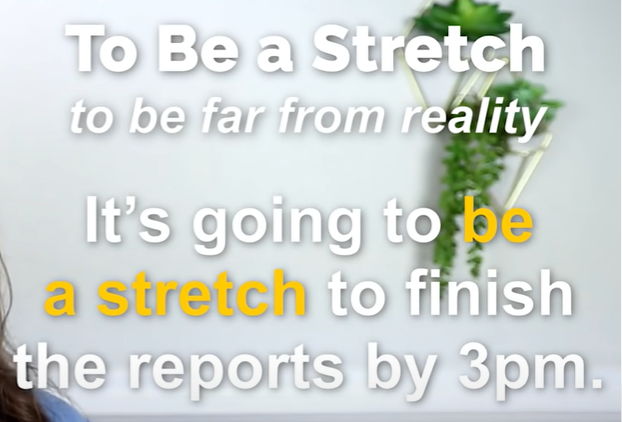 To Be a Stretch
to be far from reality
It's going to be
a stretch to finish
the reports by 3pm.